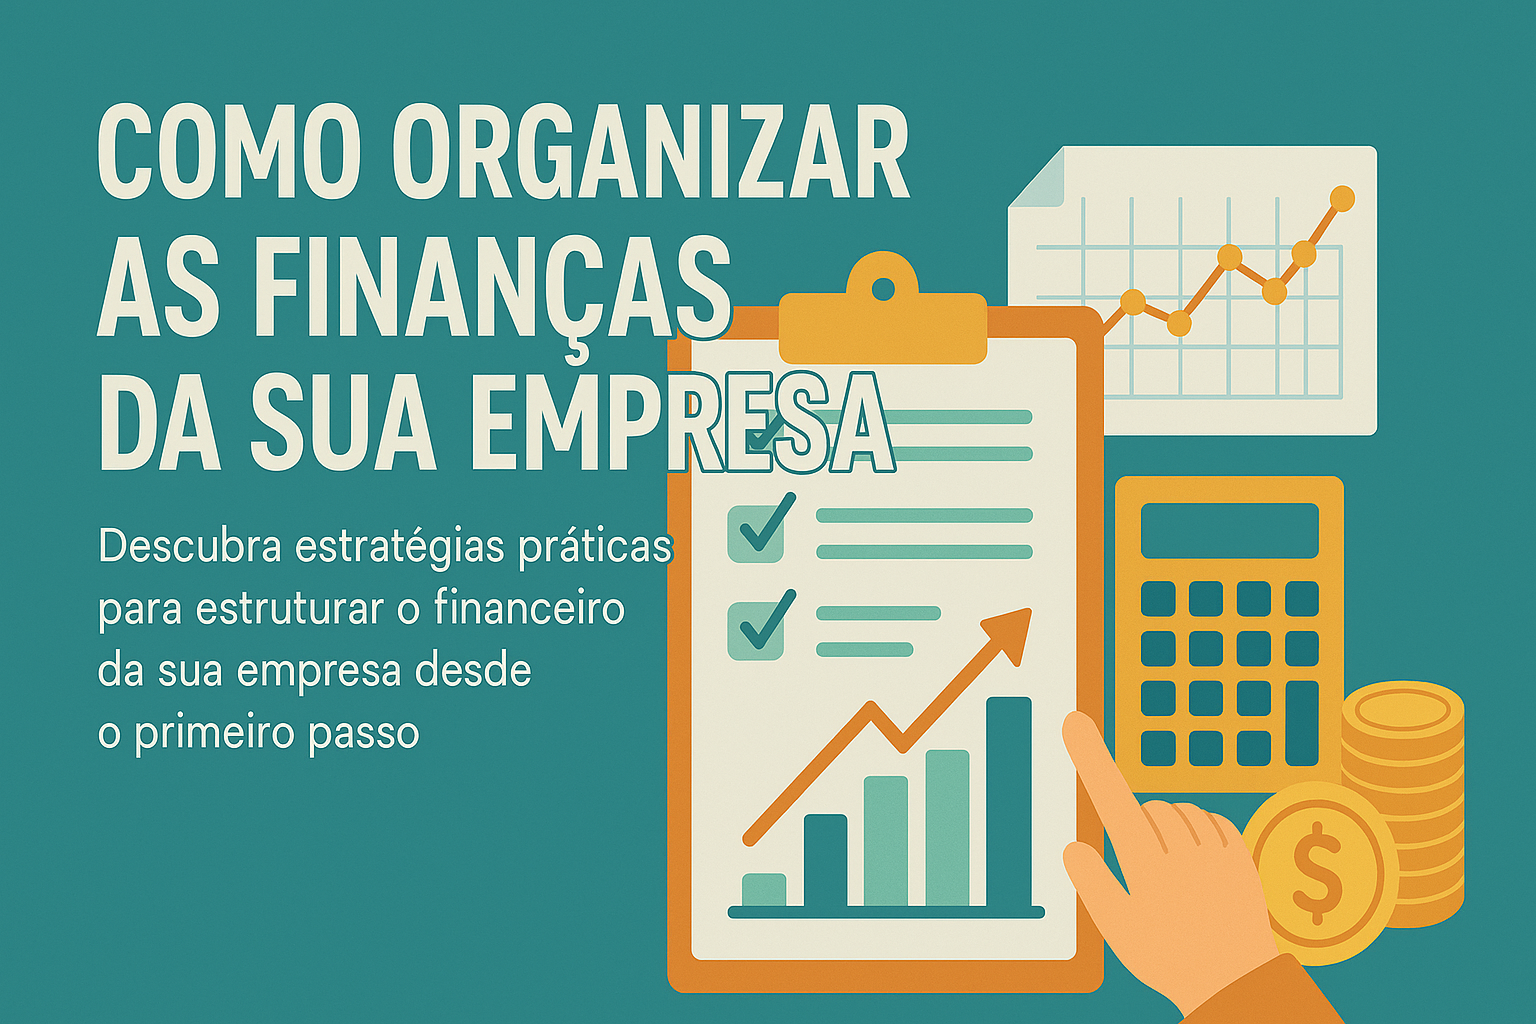 COMO ORGANIZAR
AS FINANÇAS
DA SUA EMPRESA
Descubra estratégias práticas
para estruturar o financeiro
da sua empresa desde
o primeiro passo
$